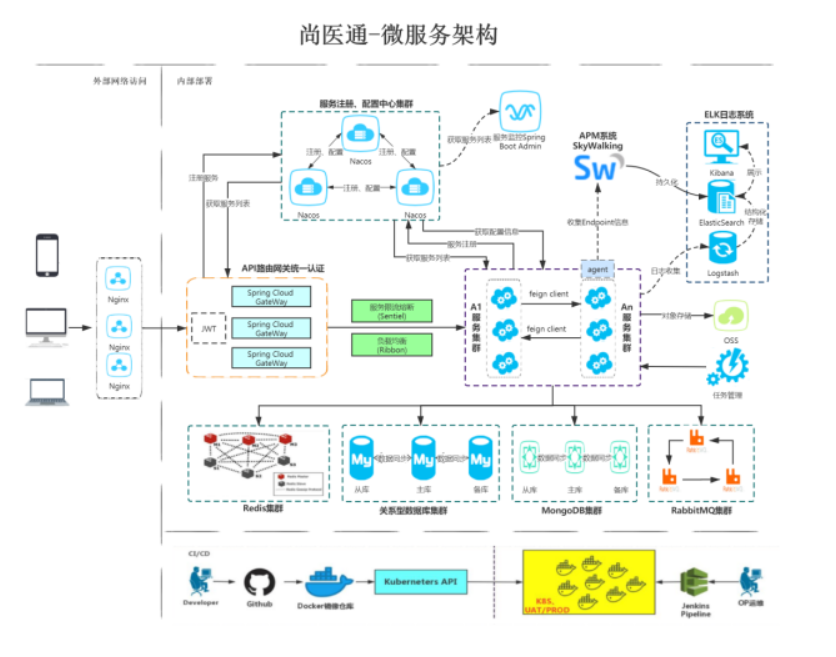 尚医通-微服务架构
外部网络访问
内部部署
服务注册、配置中心集群
Nacos
注册、配置
注册、配置
注册、配置
Nacos
Nacos
获取服务列表
服务监控Spring
Boot Admin
APM系统
SkyWalking
Sw
ELK日志系统
Kibana
展示
ElasticSearch
结构化
存储
Logstash
持久化
收集Endpoint信息
日志收集
注册服务
获取服务列表
获取配置信息
服务注册
获取服务列表
API路由网关统一认证
Nginx
Nginx
Nginx
JWT
Spring Cloud
GateWay
Spring Cloud
GateWay
Spring Cloud
GateWay
服务限流熔断
(Sentiel)
负载均衡
(Ribbon)
A1
服务集群
feign client
feign client
agent
An
服务集群
对象存储
OSS
任务管理
Redis集群
My
数据同步
My
数据同步
My
从库
主库
备库
关系型数据库集群
数据同步
数据同步
从库
主库
备库
MongoDB集群
RabbitMQ集群
CI/CD
Developer
Github
Docker镜像仓库
Kuberneters API
K8S,
UAT/PROD
Jenkins
Pipeline
OP运维